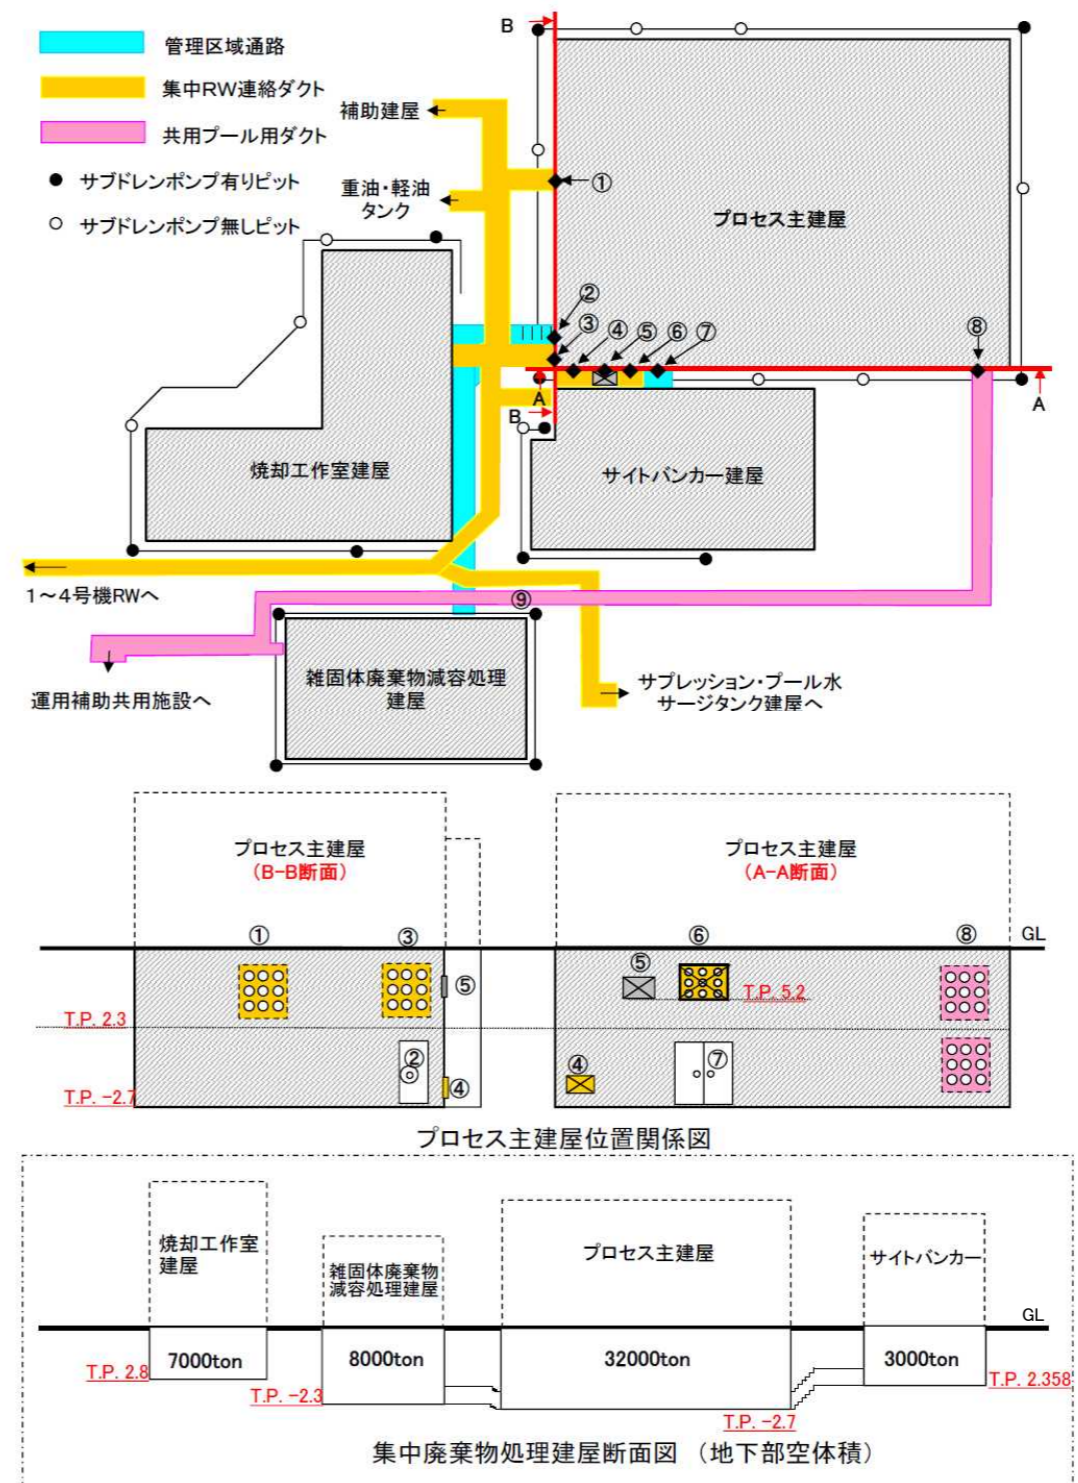 管理区域通路
集中RW連絡ダクト
共用プール用ダクト
● サブドレンポンプ有りピット
○ サブドレンポンプ無しピット
B
補助建屋
重油・軽油
タンク
①
プロセス主建屋
②
③
④
⑤
⑥
⑦
⑧
A
B
A
焼却工作室建屋
サイトバンカー建屋
1～4号機RWへ
⑨
雑固体廃棄物減容処理
建屋
運用補助共用施設へ
サプレッション・プール水
サージタンク建屋へ
プロセス主建屋
(B-B断面)
プロセス主建屋
(A-A断面)
①
③
⑥
⑧
GL
⑤
⑤
T.P. 5.2
T.P. 2.3
②
④
④
⑦
T.P. -2.7
プロセス主建屋位置関係図
焼却工作室
建屋
雑固体廃棄物
減容処理建屋
プロセス主建屋
サイトバンカー
GL
7000ton
8000ton
32000ton
3000ton
T.P. 2.8
T.P. -2.3
T.P. -2.7
T.P. 2.358
集中廃棄物処理建屋断面図 （地下部空体積）